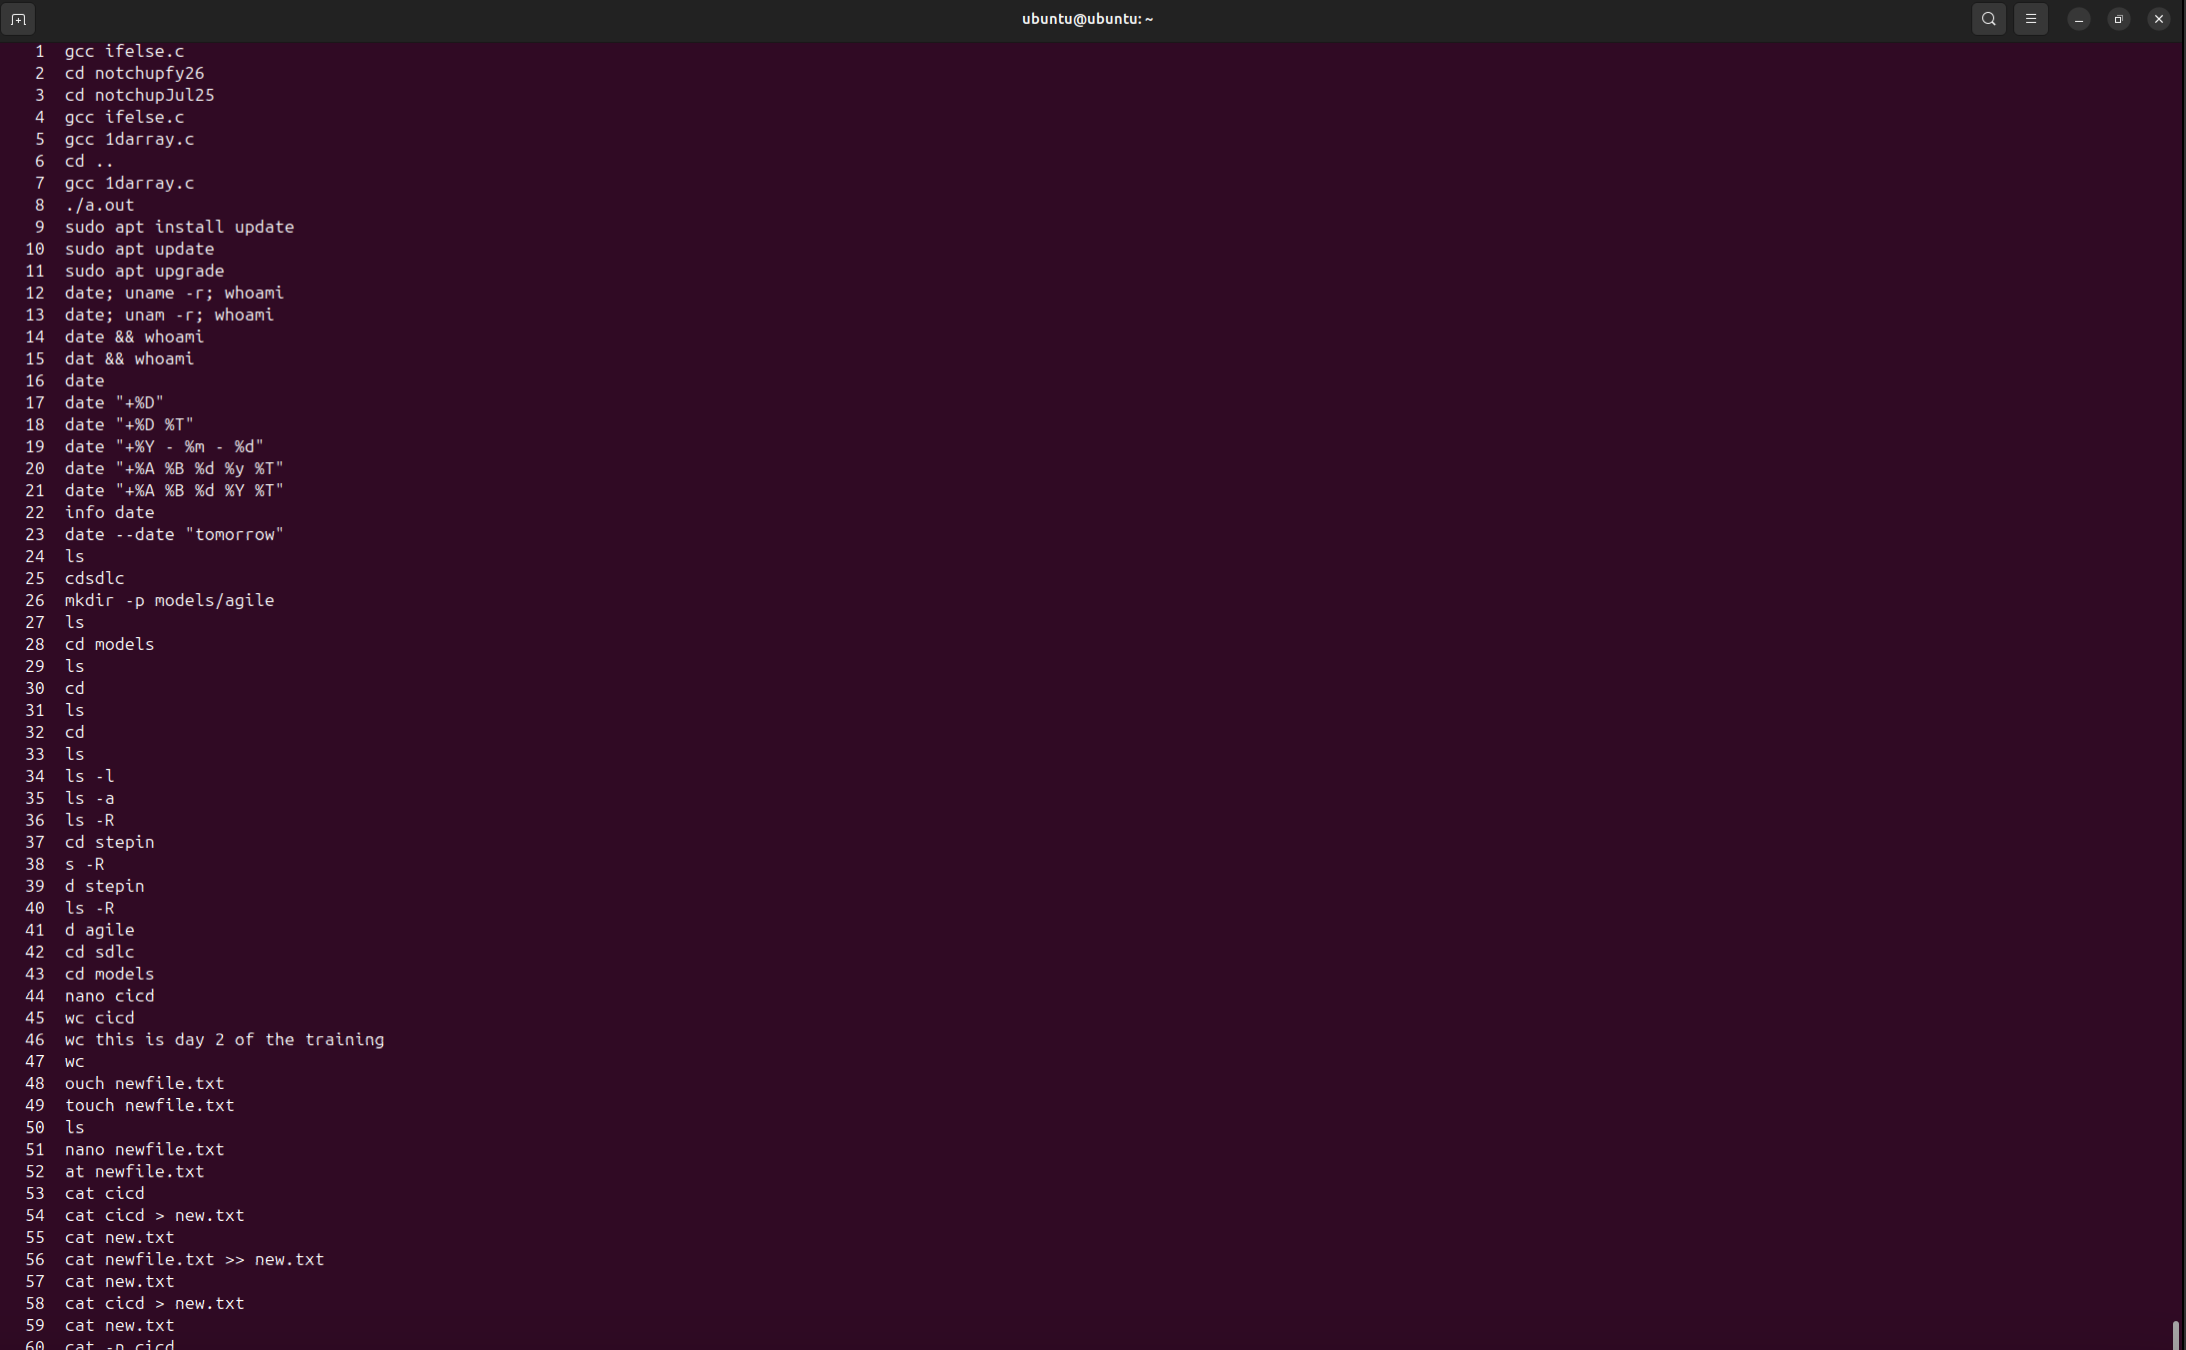 ubuntu@ubuntu: ~
1 gcc ifelse.c
2 cd notchupfy26
3 cd notchupJul25
4 gcc ifelse.c
5 gcc 1darray.c
6 cd ..
7 gcc 1darray.c
8 ./a.out
9 sudo apt install update
10 sudo apt update
11 sudo apt upgrade
12 date; uname -r; whoami
13 date; unam -r; whoami
14 date && whoami
15 dat && whoami
16 date
17 date "+%D"
18 date "+%D %T"
19 date "+%Y - %m - %d"
20 date "+%A %B %d %y %T"
21 date "+%A %B %d %Y %T"
22 info date
23 date --date "tomorrow"
24 ls
25 cdsdlc
26 mkdir -p models/agile
27 ls
28 cd models
29 ls
30 cd
31 ls
32 cd
33 ls
34 ls -l
35 ls -a
36 ls -R
37 cd stepin
38 s -R
39 d stepin
40 ls -R
41 d agile
42 cd sdlc
43 cd models
44 nano cicd
45 wc cicd
46 wc this is day 2 of the training
47 wc
48 ouch newfile.txt
49 touch newfile.txt
50 ls
51 nano newfile.txt
52 at newfile.txt
53 cat cicd
54 cat cicd > new.txt
55 cat new.txt
56 cat newfile.txt >> new.txt
57 cat new.txt
58 cat cicd > new.txt
59 cat new.txt
60 cat -n cicd